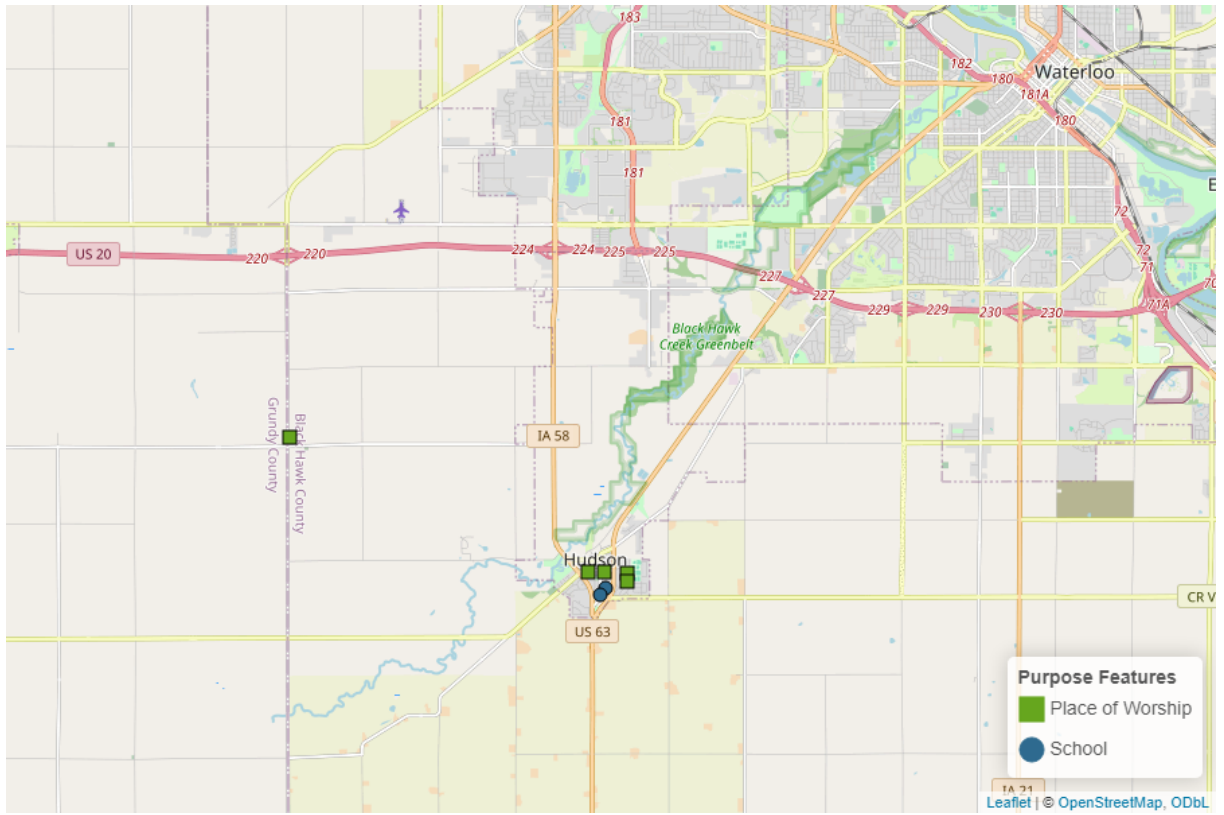 183
182
180
Waterloo
181A
180
181
181
72
US 20
220
220
224
224
225
225
227
227
72
71
70
71A
229
229
230
230
Black Hawk
Creek Greenbelt
Grundy County
Black Hawk County
IA 58
Hudson
CR V
US 63
IA 21
Purpose Features
Place of Worship
School
Leaflet | © OpenStreetMap, ODbL